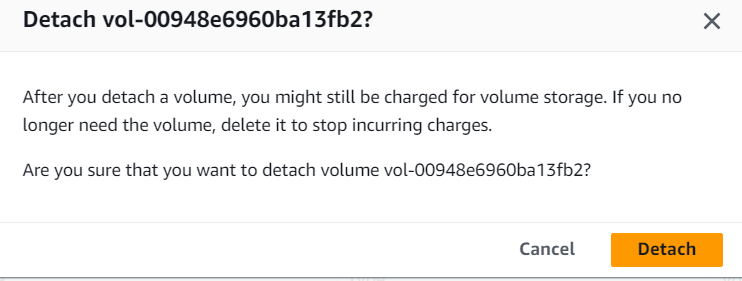 Detach vol-00948e6960ba13fb2?
After you detach a volume, you might still be charged for volume storage. If you no
longer need the volume, delete it to stop incurring charges.
Are you sure that you want to detach volume vol-00948e6960ba13fb2?
Cancel Detach